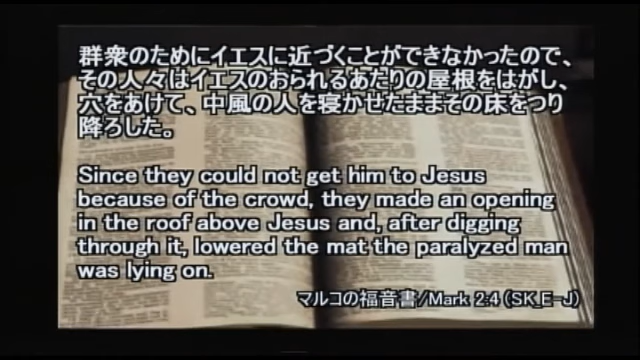 群衆のためにイエスに近づくことができなかったので、
その人々はイエスのおられるあたりの屋根をはがし、
穴をあけて、中風の人を寝かせたままその床をつり
降ろした。
Since they could not get him to Jesus
because of the crowd, they made an opening
in the roof above Jesus and, after digging
through it, lowered the mat the paralyzed man
was lying on.
マルコの福音書/Mark 2:4 (SK_E-J)